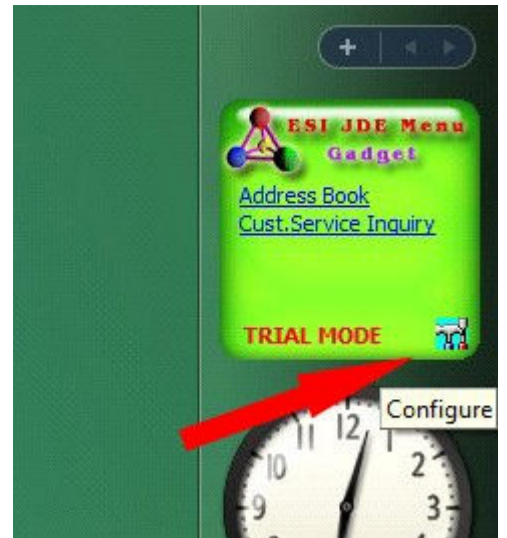 ESI JDE Menu
Gadget
Address Book
Cust.Service Inquiry
TRIAL MODE
Configure
11 12 1
10 2
9 3